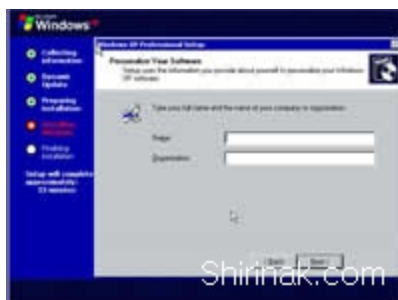 Windows
Collecting
information
Dynamic
Update
Preparing
installation
Installing
Windows
Finalizing
installation
Setup will complete
approximately:
33 minutes
Windows XP Professional Setup
Personalize Your Software
Setup uses the information you provide about yourself to personalize your Windows
XP software.
Type your full name and the name of your company or organization.
Name:
Organization:
< Back
Next >
Shirinak.com